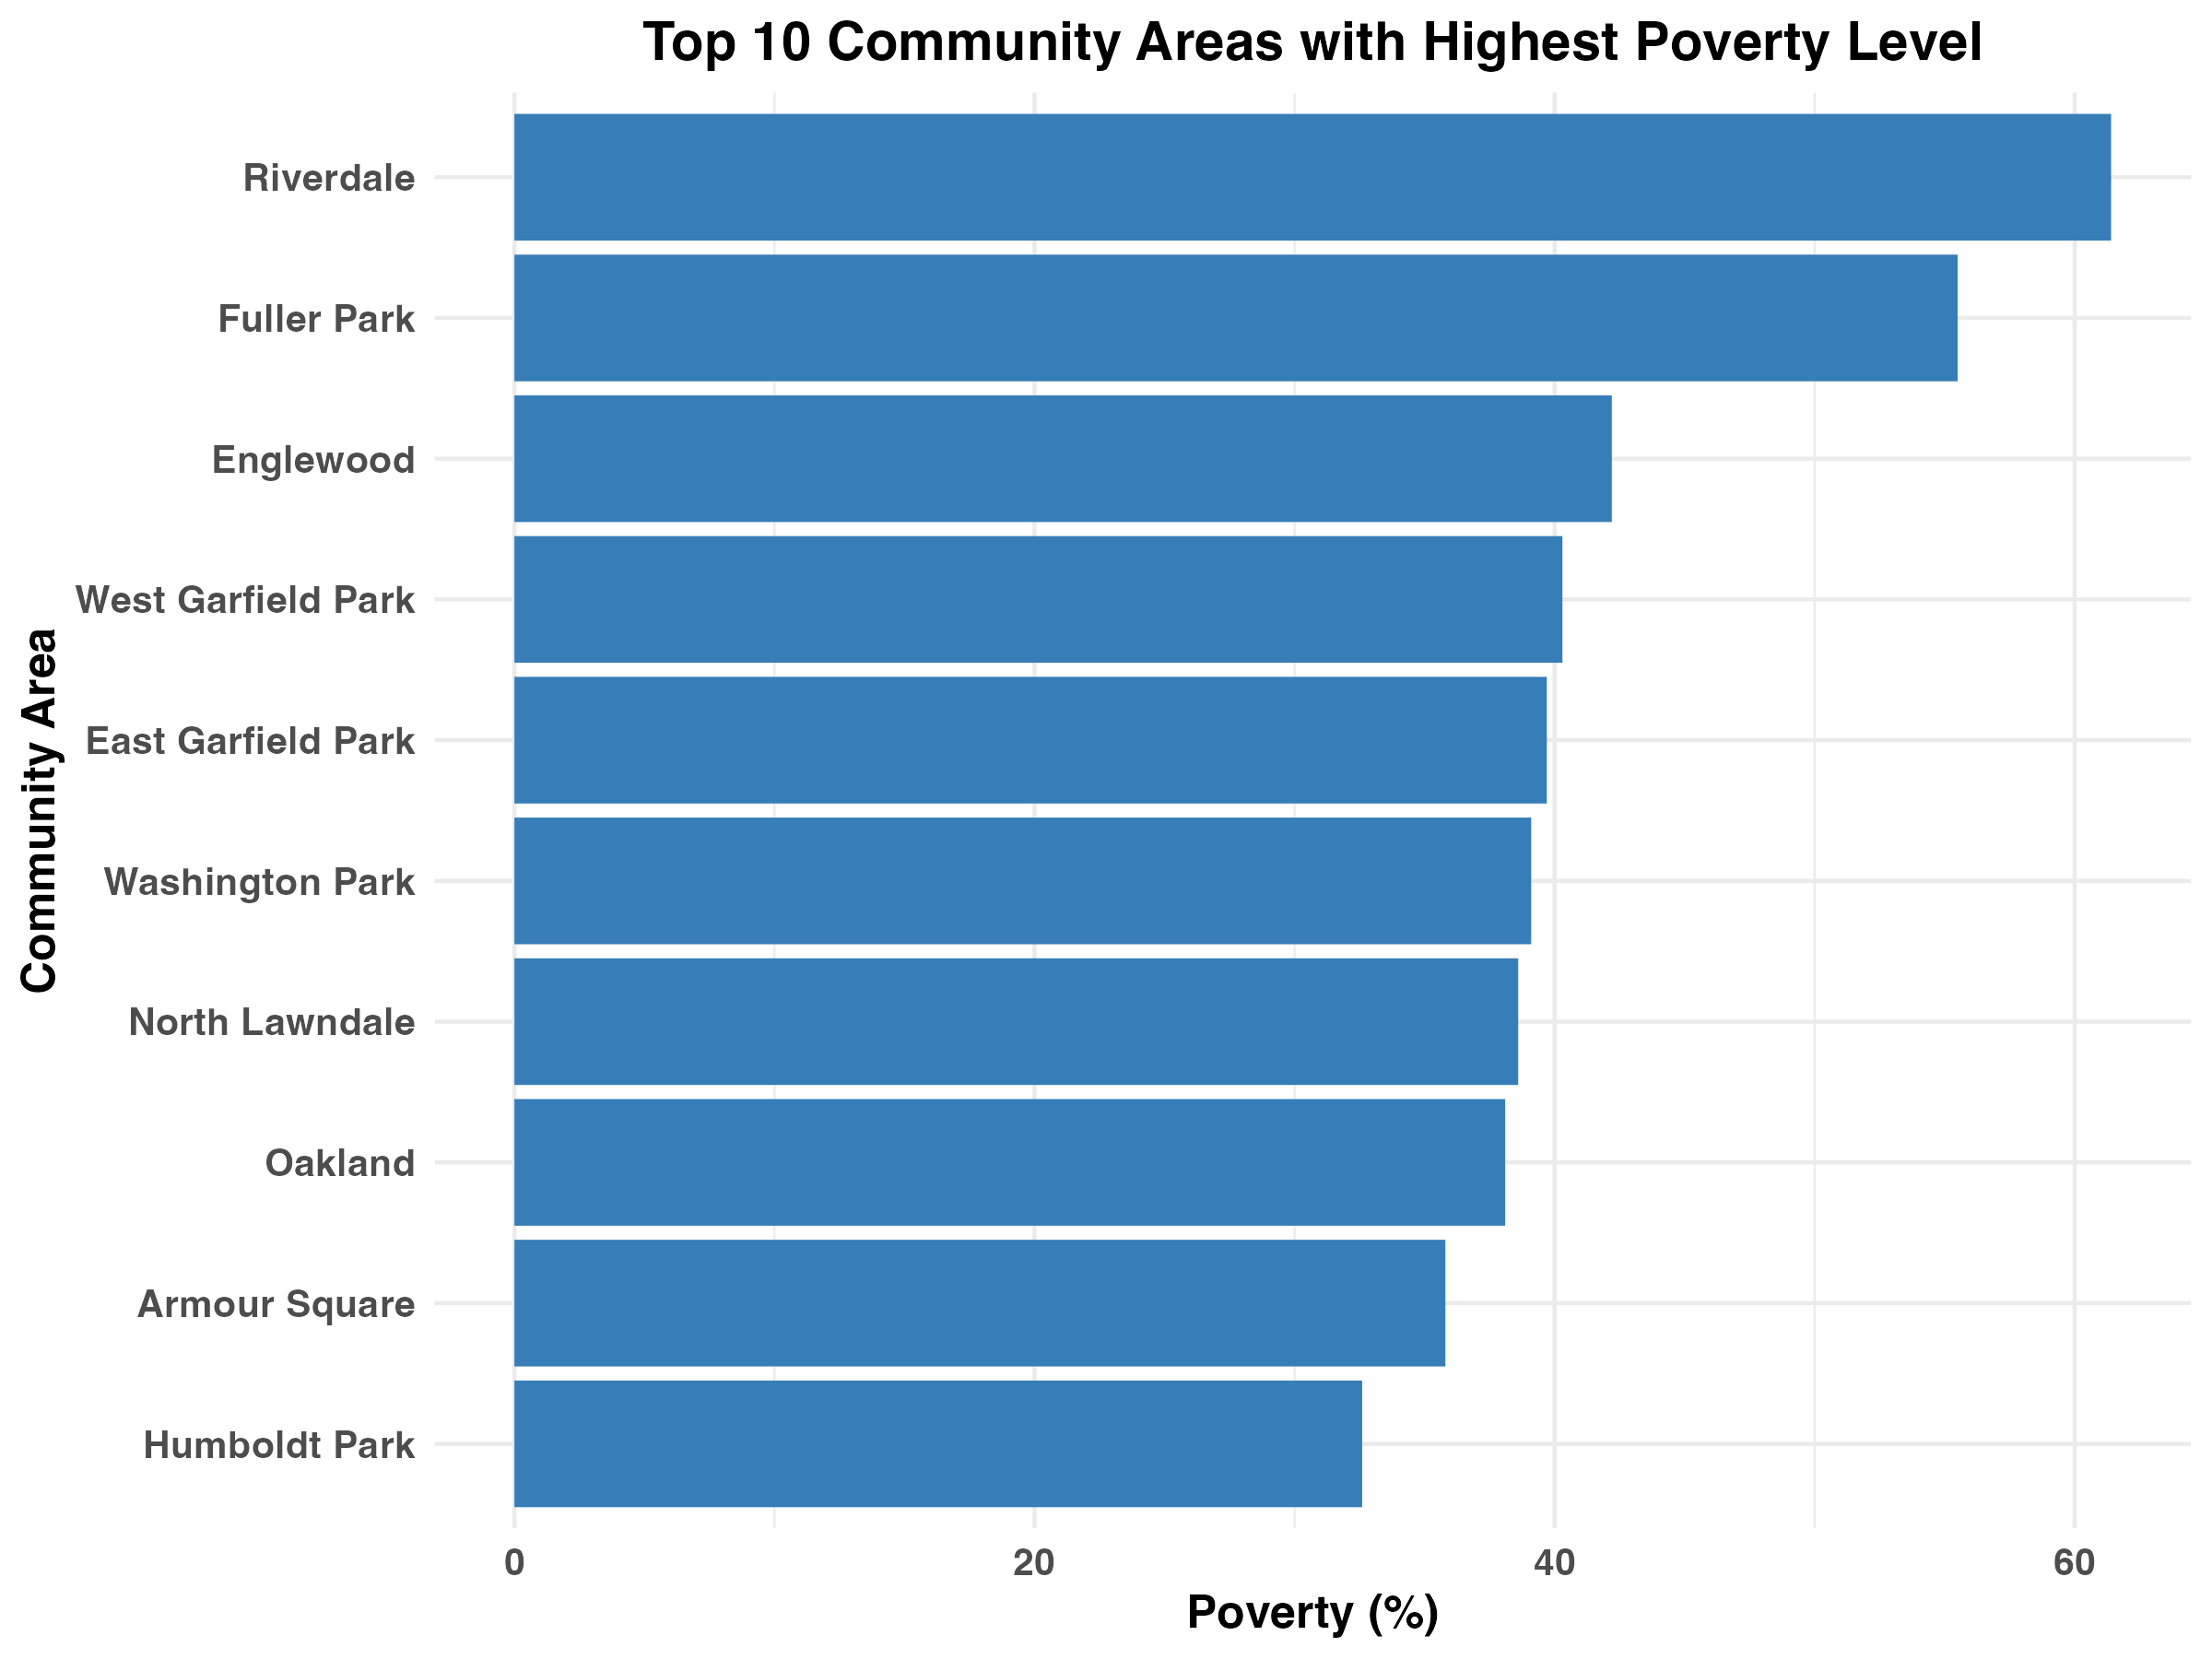 Top 10 Community Areas with Highest Poverty Level
Community Area
Riverdale
Fuller Park
Englewood
West Garfield Park
East Garfield Park
Washington Park
North Lawndale
Oakland
Armour Square
Humboldt Park
0 20 40 60
Poverty (%)